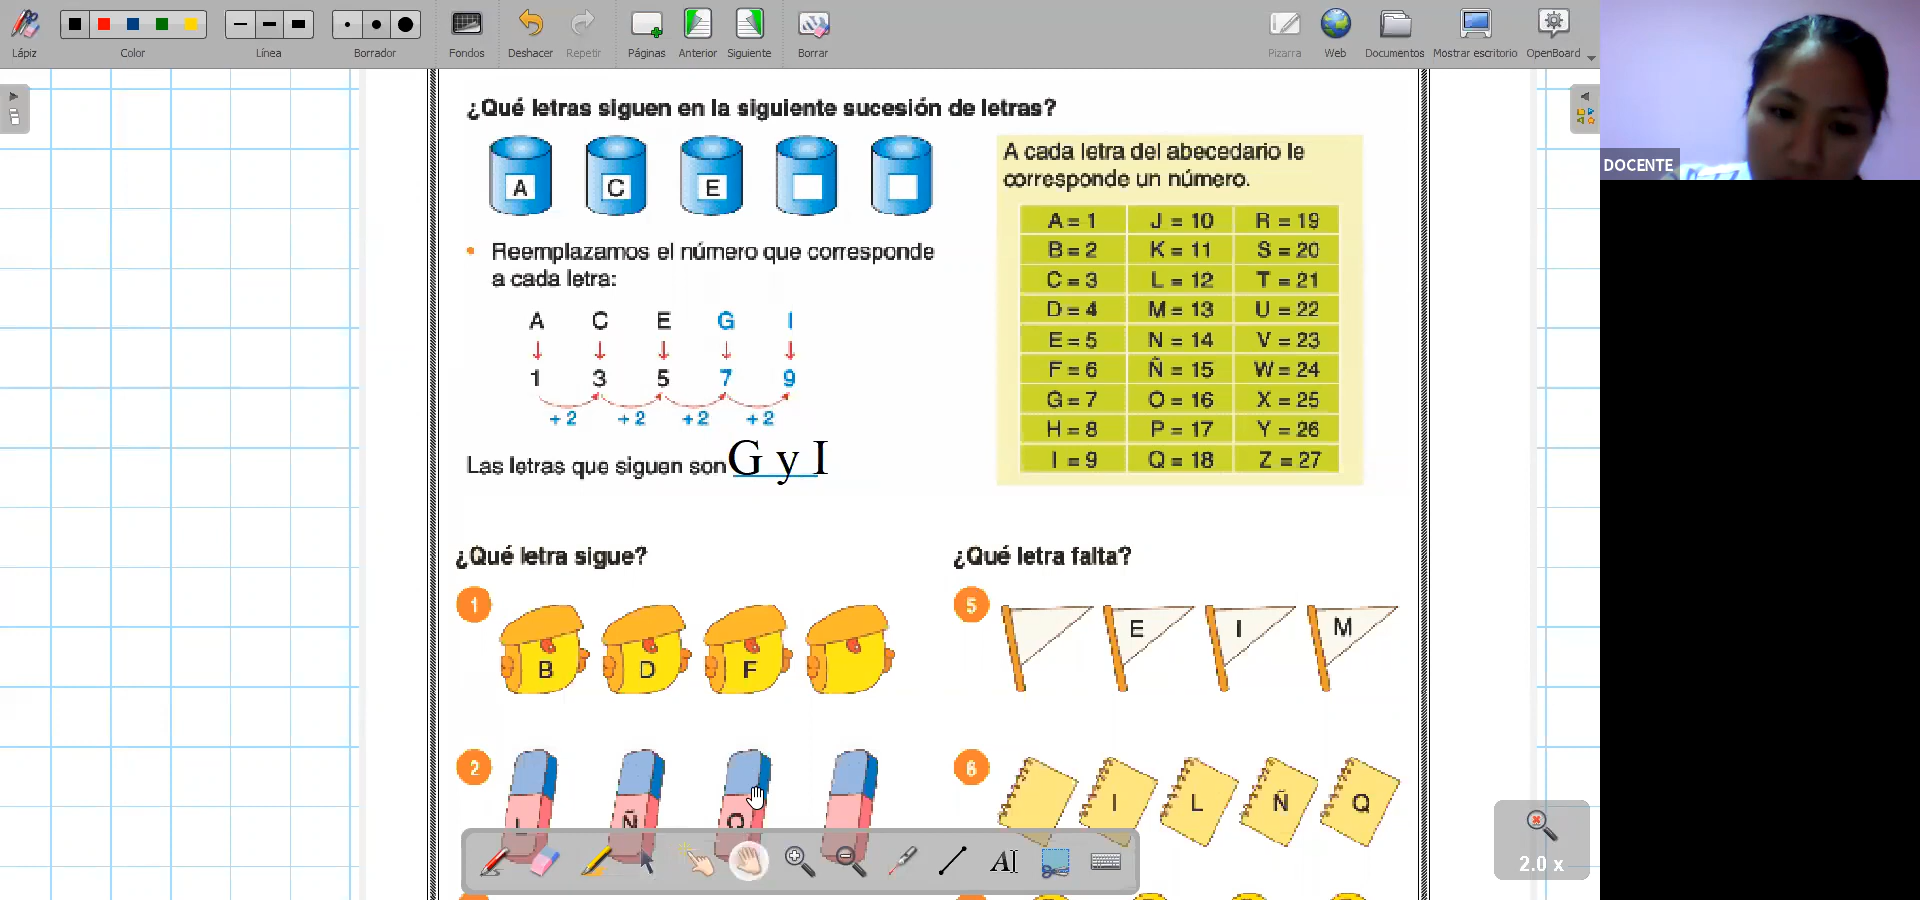 Lápiz
Color
Línea
Borrador
Fondos
Deshacer
Repetir
Páginas
Anterior
Siguiente
Borrar
Pizarra
Web
Documentos
Mostrar escritorio
OpenBoard
DOCENTE
¿Qué letras siguen en la siguiente sucesión de letras?
A C E
• Reemplazamos el número que corresponde
a cada letra:
A C E G I
1 3 5 7 9
+2 +2 +2 +2
Las letras que siguen son G y I
A cada letra del abecedario le
corresponde un número.
A = 1 J = 10 R = 19
B = 2 K = 11 S = 20
C = 3 L = 12 T = 21
D = 4 M = 13 U = 22
E = 5 N = 14 V = 23
F = 6 Ñ = 15 W = 24
G = 7 O = 16 X = 25
H = 8 P = 17 Y = 26
I = 9 Q = 18 Z = 27
¿Qué letra sigue?
1 B D F
2 L Ñ Q
¿Qué letra falta?
5 E I M
6 I L Ñ Q
AI
2.0 x